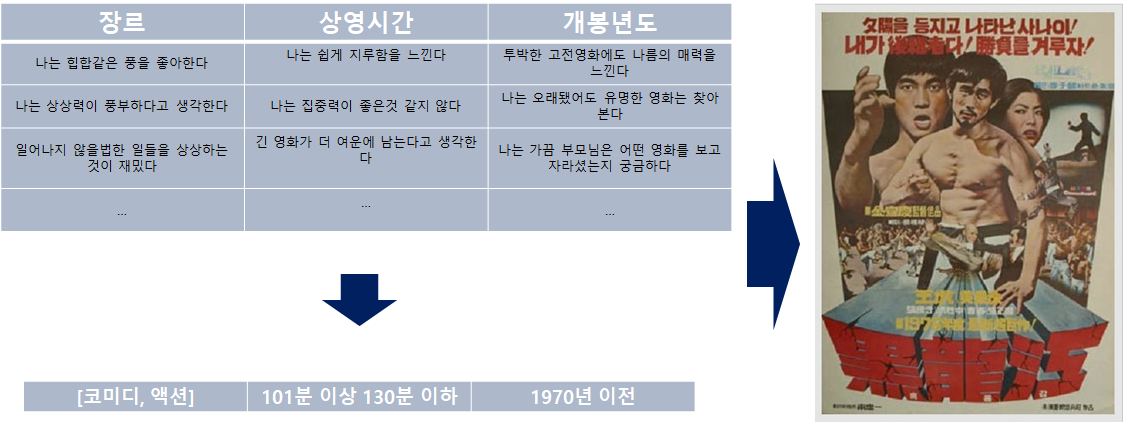 장르
상영시간
개봉년도
나는 힙합같은 풍을 좋아한다
나는 쉽게 지루함을 느낀다
투박한 고전영화에도 나름의 매력을
느낀다
나는 상상력이 풍부하다고 생각한다
나는 집중력이 좋은것 같지 않다
나는 오래됐어도 유명한 영화는 찾아
본다
일어나지 않을법한 일들을 상상하는
것이 재밌다
긴 영화가 더 여운에 남는다고 생각한
다
나는 가끔 부모님은 어떤 영화를 보고
자라셨는지 궁금하다
...
...
...
[코미디, 액션]
101분 이상 130분 이하
1970년 이전
夕陽을 등지고 나타난 사나이!
내가 다! 勝負를 겨루자!